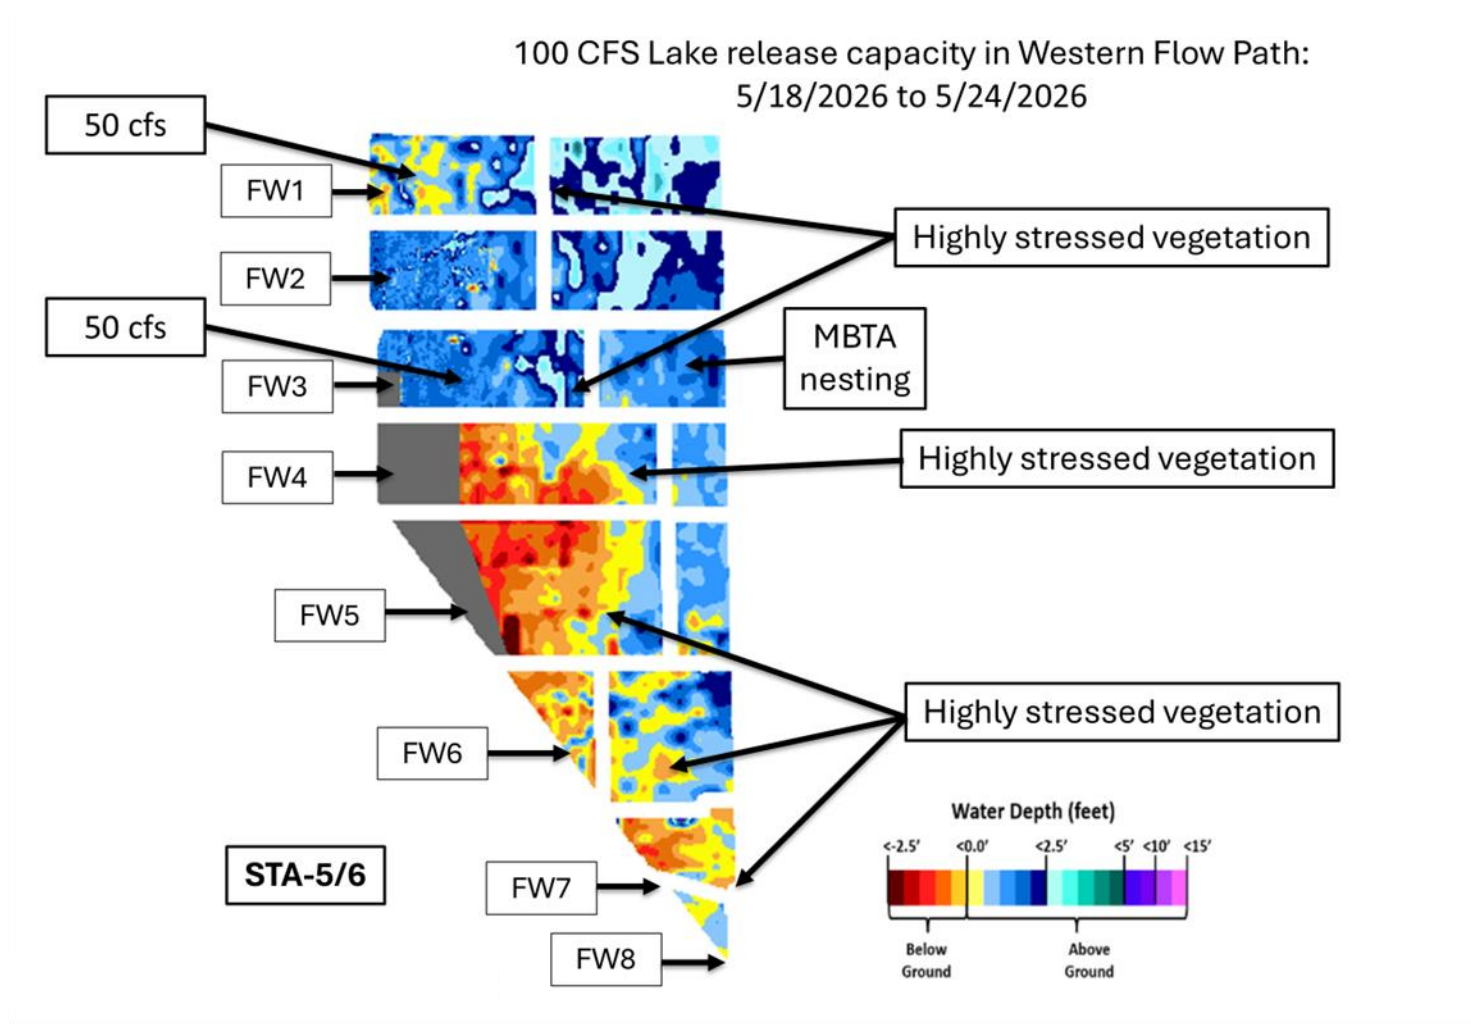 100 CFS Lake release capacity in Western Flow Path:
5/18/2026 to 5/24/2026
50 cfs
FW1
Highly stressed vegetation
FW2
50 cfs
MBTA
nesting
FW3
Highly stressed vegetation
FW4
FW5
Highly stressed vegetation
FW6
Water Depth (feet)
<-2.5' <0.0' <2.5' <5' <10' <15'
STA-5/6
FW7
Below
Ground
Above
Ground
FW8